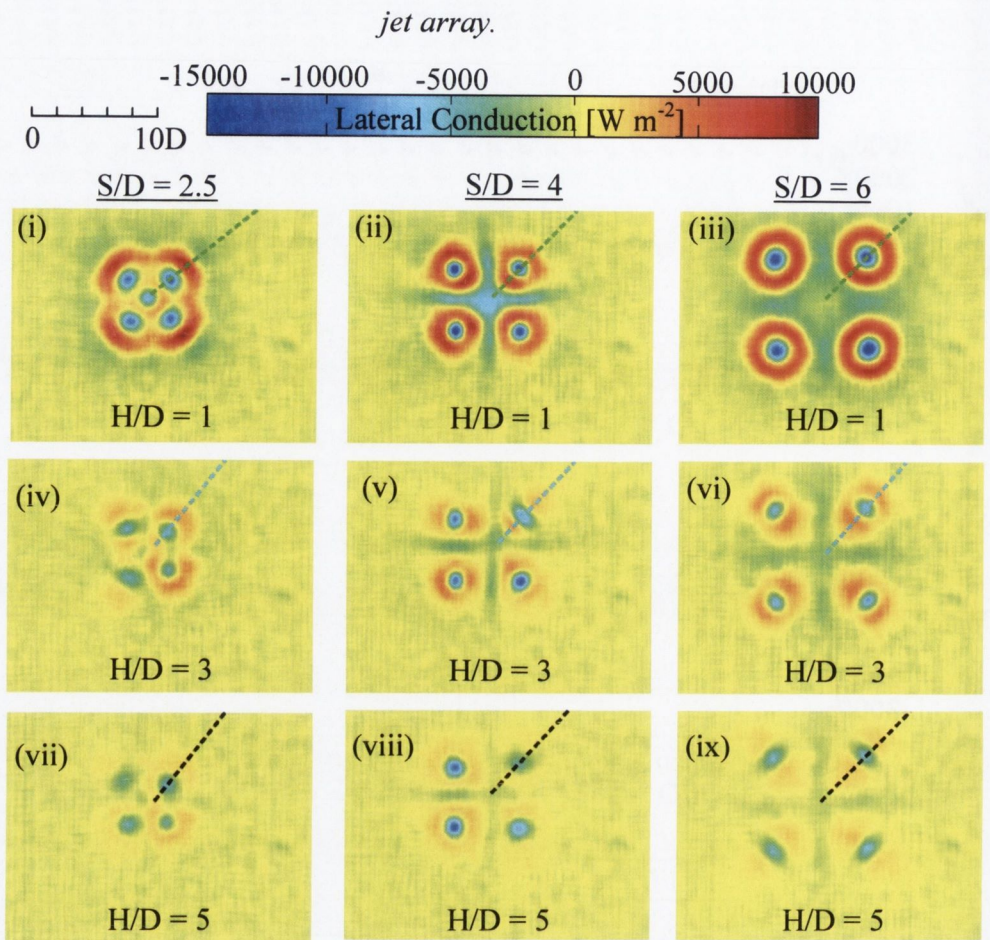 jet array.
-15000 -10000 -5000 0 5000 10000
Lateral Conduction [W m-2]
0 10D
S/D = 2.5 S/D = 4 S/D = 6
(i) (ii) (iii)
H/D = 1 H/D = 1 H/D = 1
(iv) (v) (vi)
H/D = 3 H/D = 3 H/D = 3
(vii) (viii) (ix)
H/D = 5 H/D = 5 H/D = 5